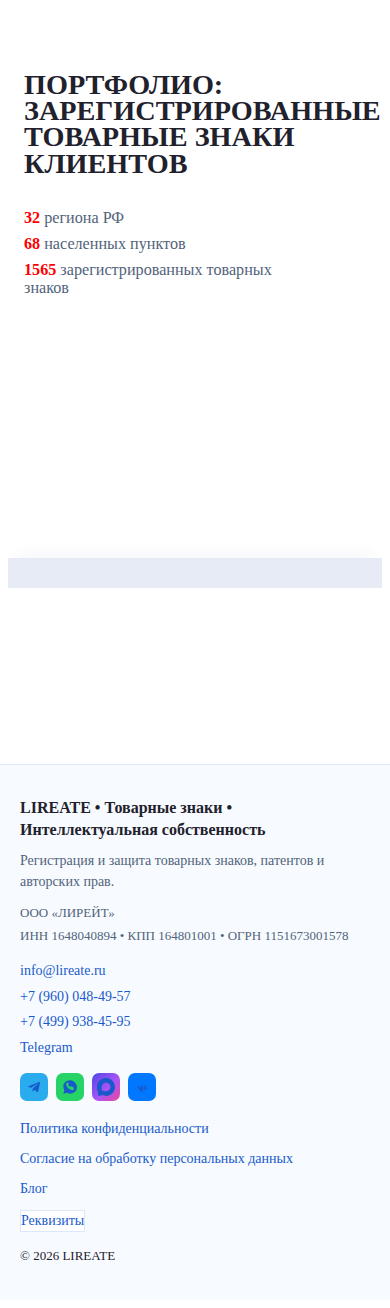 ПОРТФОЛИО:
ЗАРЕГИСТРИРОВАННЫЕ
ТОВАРНЫЕ ЗНАКИ
КЛИЕНТОВ
32 региона РФ
68 населенных пунктов
1565 зарегистрированных товарных
знаков
LIREATE • Товарные знаки •
Интеллектуальная собственность
Регистрация и защита товарных знаков, патентов и
авторских прав.
ООО «ЛИРЕЙТ»
ИНН 1648040894 • КПП 164801001 • ОГРН 1151673001578
info@lireate.ru
+7 (960) 048-49-57
+7 (499) 938-45-95
Telegram
Политика конфиденциальности
Согласие на обработку персональных данных
Блог
Реквизиты
© 2026 LIREATE